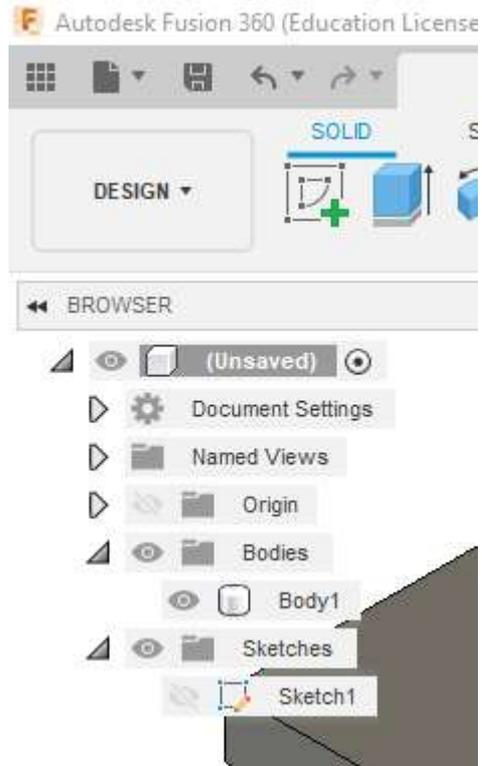 Autodesk Fusion 360 (Education License
SOLID
S
DESIGN
BROWSER
(Unsaved)
Document Settings
Named Views
Origin
Bodies
Body1
Sketches
Sketch1